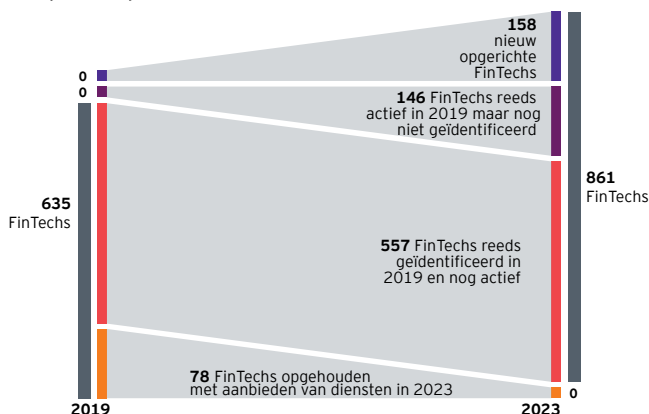 158
nieuw
opgerichte
FinTechs
0
0
146 FinTechs reeds
actief in 2019 maar nog
niet geïdentificeerd
635
FinTechs
861
FinTechs
557 FinTechs reeds
geïdentificeerd in
2019 en nog actief
78 FinTechs opgehouden
met aanbieden van diensten in 2023
0
2019
2023